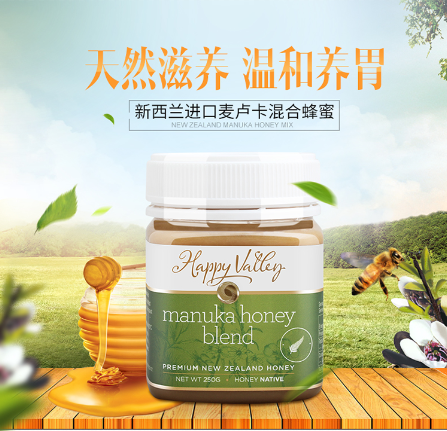 天然滋养 温和养胃
新西兰进口麦卢卡混合蜂蜜
NEW ZEALAND MANUKA HONEY MIX
Happy Valley
manuka honey
blend
PREMIUM NEW ZEALAND HONEY
NET WT 250G · HONEY NATIVE